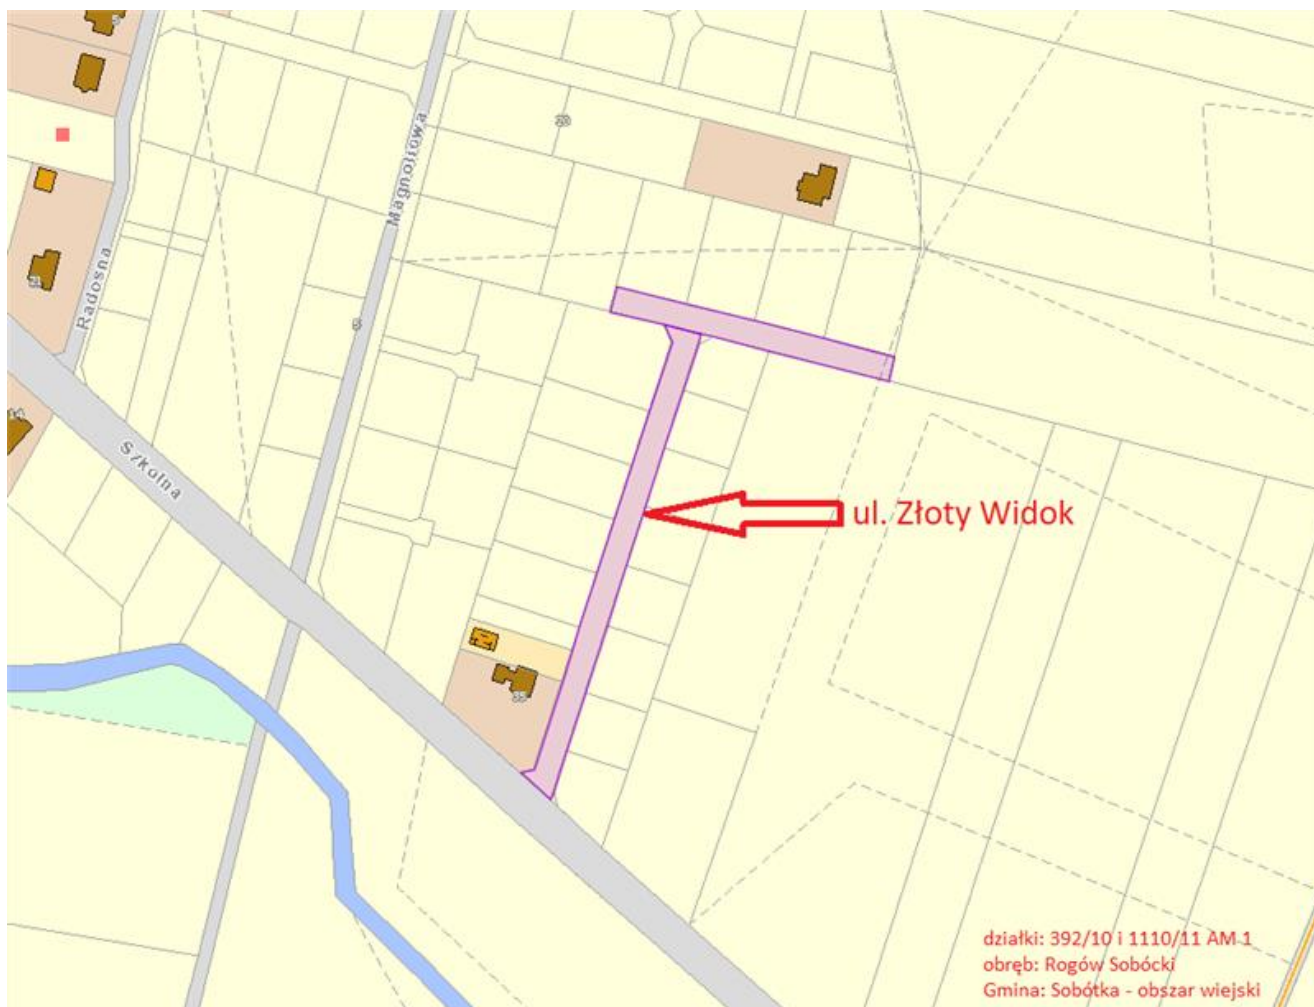 Magnoliowa
Radosna
Szkolna
ul. Złoty Widok
35
działki: 392/10 i 1110/11 AM 1
obręb: Rogów Sobócki
Gmina: Sobótka - obszar wiejski